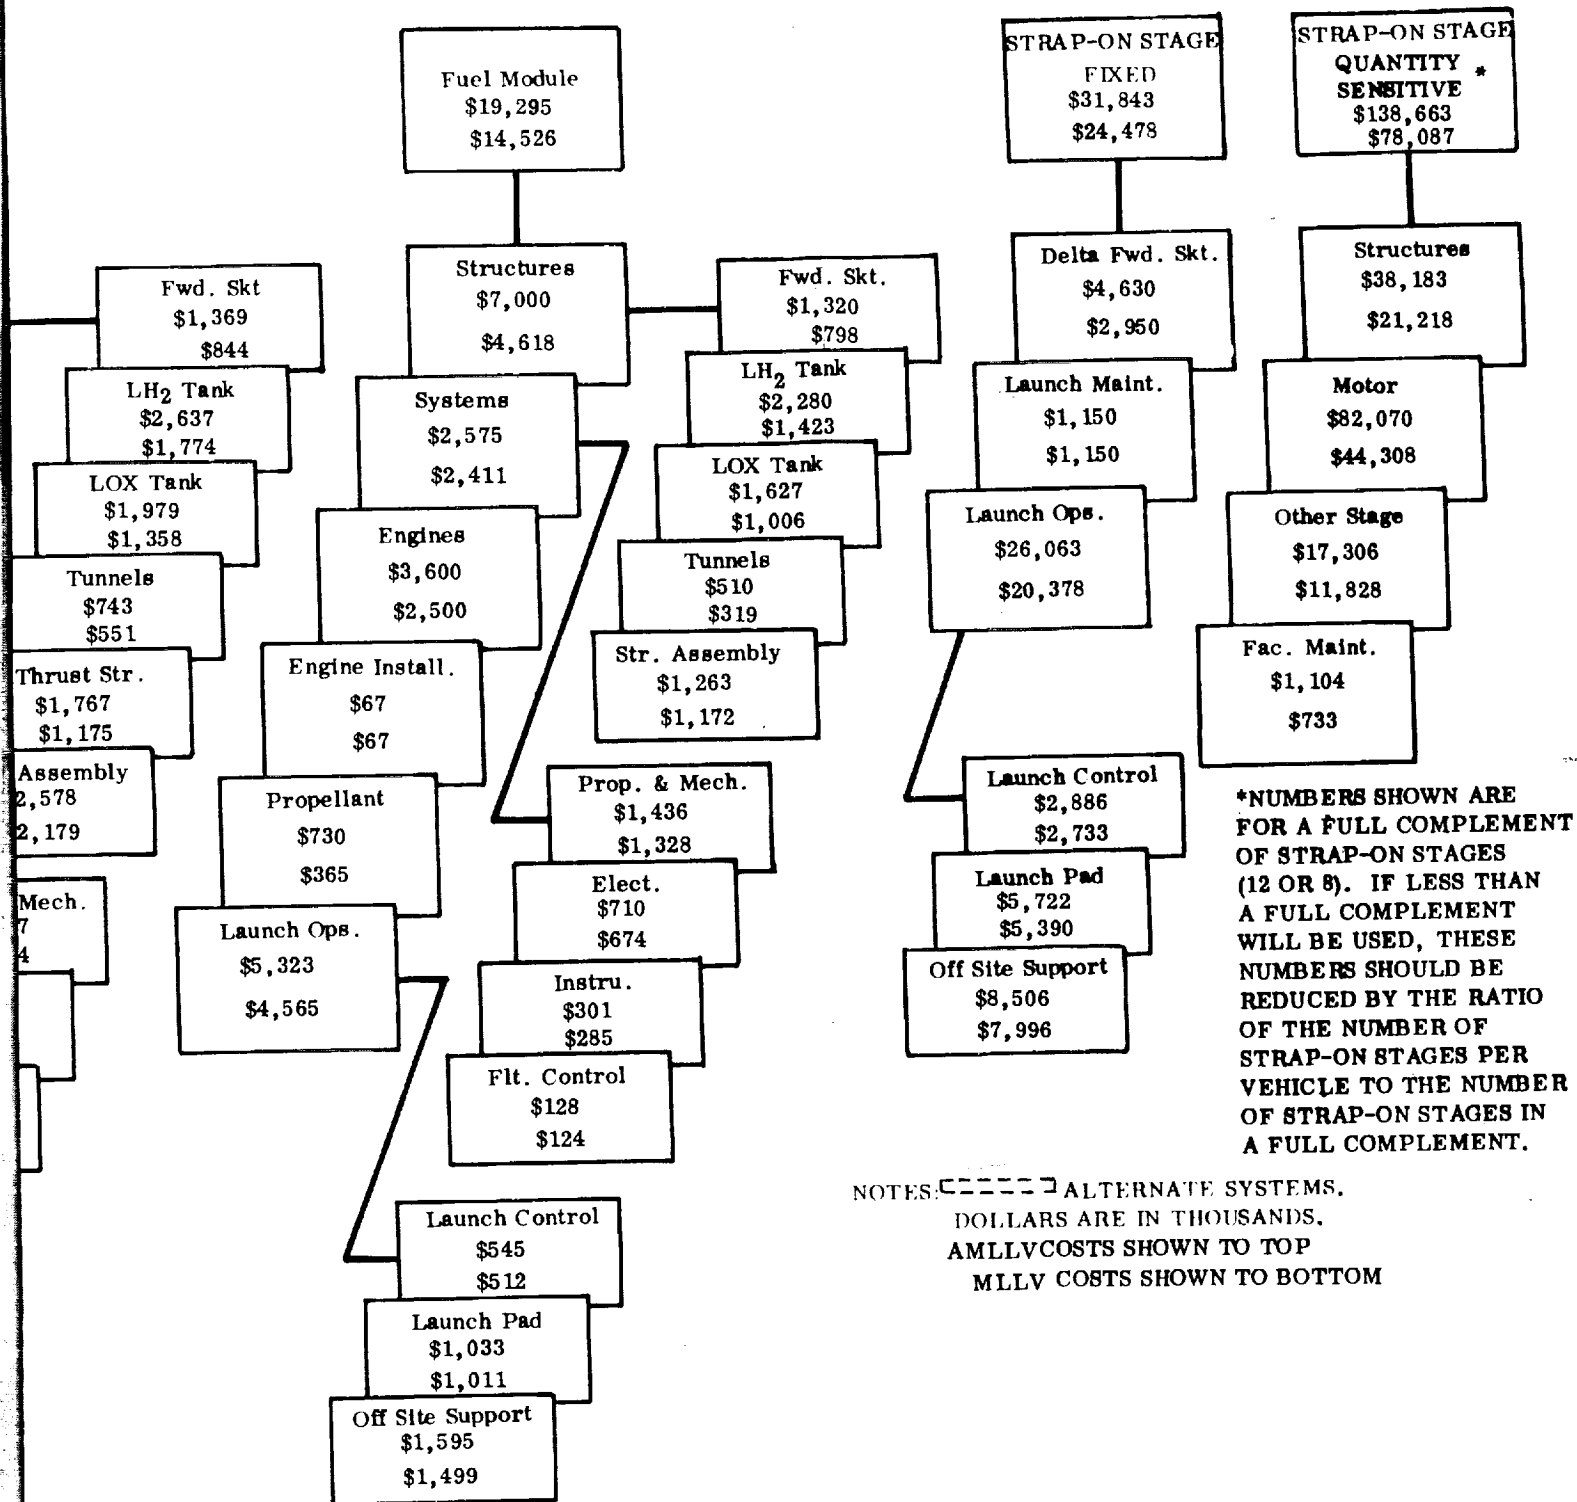 Fuel Module
$19,295
$14,526
STRAP-ON STAGE
FIXED
$31,843
$24,478
STRAP-ON STAGE
QUANTITY
SENSITIVE *
$138,663
$78,087
Fwd. Skt
$1,369
$844
LH2 Tank
$2,637
$1,774
LOX Tank
$1,979
$1,358
Tunnels
$743
$551
Thrust Str.
$1,767
$1,175
Assembly
2,578
2,179
Mech.
7
4
Structures
$7,000
$4,618
Systems
$2,575
$2,411
Engines
$3,600
$2,500
Engine Install.
$67
$67
Propellant
$730
$365
Launch Ops.
$5,323
$4,565
Fwd. Skt.
$1,320
$798
LH2 Tank
$2,280
$1,423
LOX Tank
$1,627
$1,006
Tunnels
$510
$319
Str. Assembly
$1,263
$1,172
Prop. & Mech.
$1,436
$1,328
Elect.
$710
$674
Instru.
$301
$285
Flt. Control
$128
$124
Launch Control
$545
$512
Launch Pad
$1,033
$1,011
Off Site Support
$1,595
$1,499
Delta Fwd. Skt.
$4,630
$2,950
Launch Maint.
$1,150
$1,150
Launch Ops.
$26,063
$20,378
Launch Control
$2,886
$2,733
Launch Pad
$5,722
$5,390
Off Site Support
$8,506
$7,996
Structures
$38,183
$21,218
Motor
$82,070
$44,308
Other Stage
$17,306
$11,828
Fac. Maint.
$1,104
$733
*NUMBERS SHOWN ARE
FOR A FULL COMPLEMENT
OF STRAP-ON STAGES
(12 OR 8). IF LESS THAN
A FULL COMPLEMENT
WILL BE USED, THESE
NUMBERS SHOULD BE
REDUCED BY THE RATIO
OF THE NUMBER OF
STRAP-ON STAGES PER
VEHICLE TO THE NUMBER
OF STRAP-ON STAGES IN
A FULL COMPLEMENT.
NOTES: ALTERNATE SYSTEMS.
DOLLARS ARE IN THOUSANDS.
AMLLVCOSTS SHOWN TO TOP
MLLV COSTS SHOWN TO BOTTOM